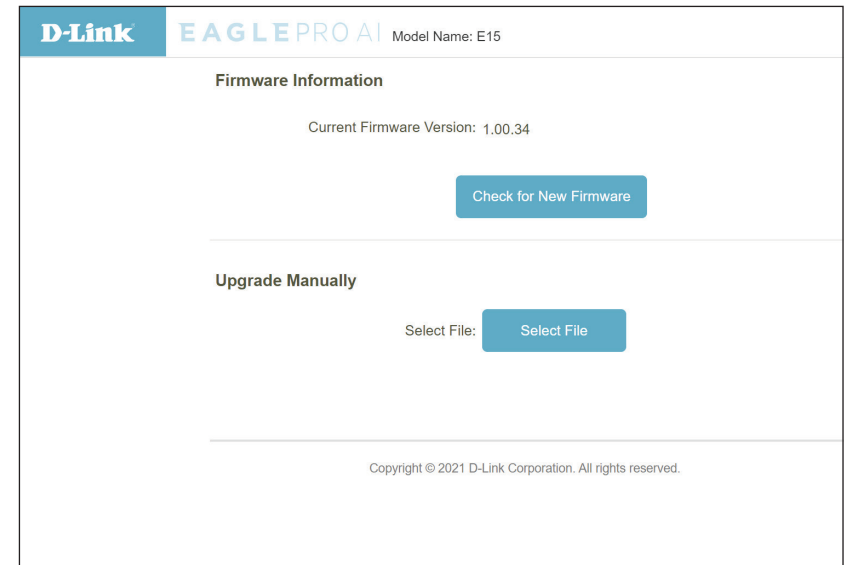 D-Link EAGLE PRO AI Model Name: E15
Firmware Information
Current Firmware Version: 1.00.34
Check for New Firmware
Upgrade Manually
Select File: Select File
Copyright © 2021 D-Link Corporation. All rights reserved.